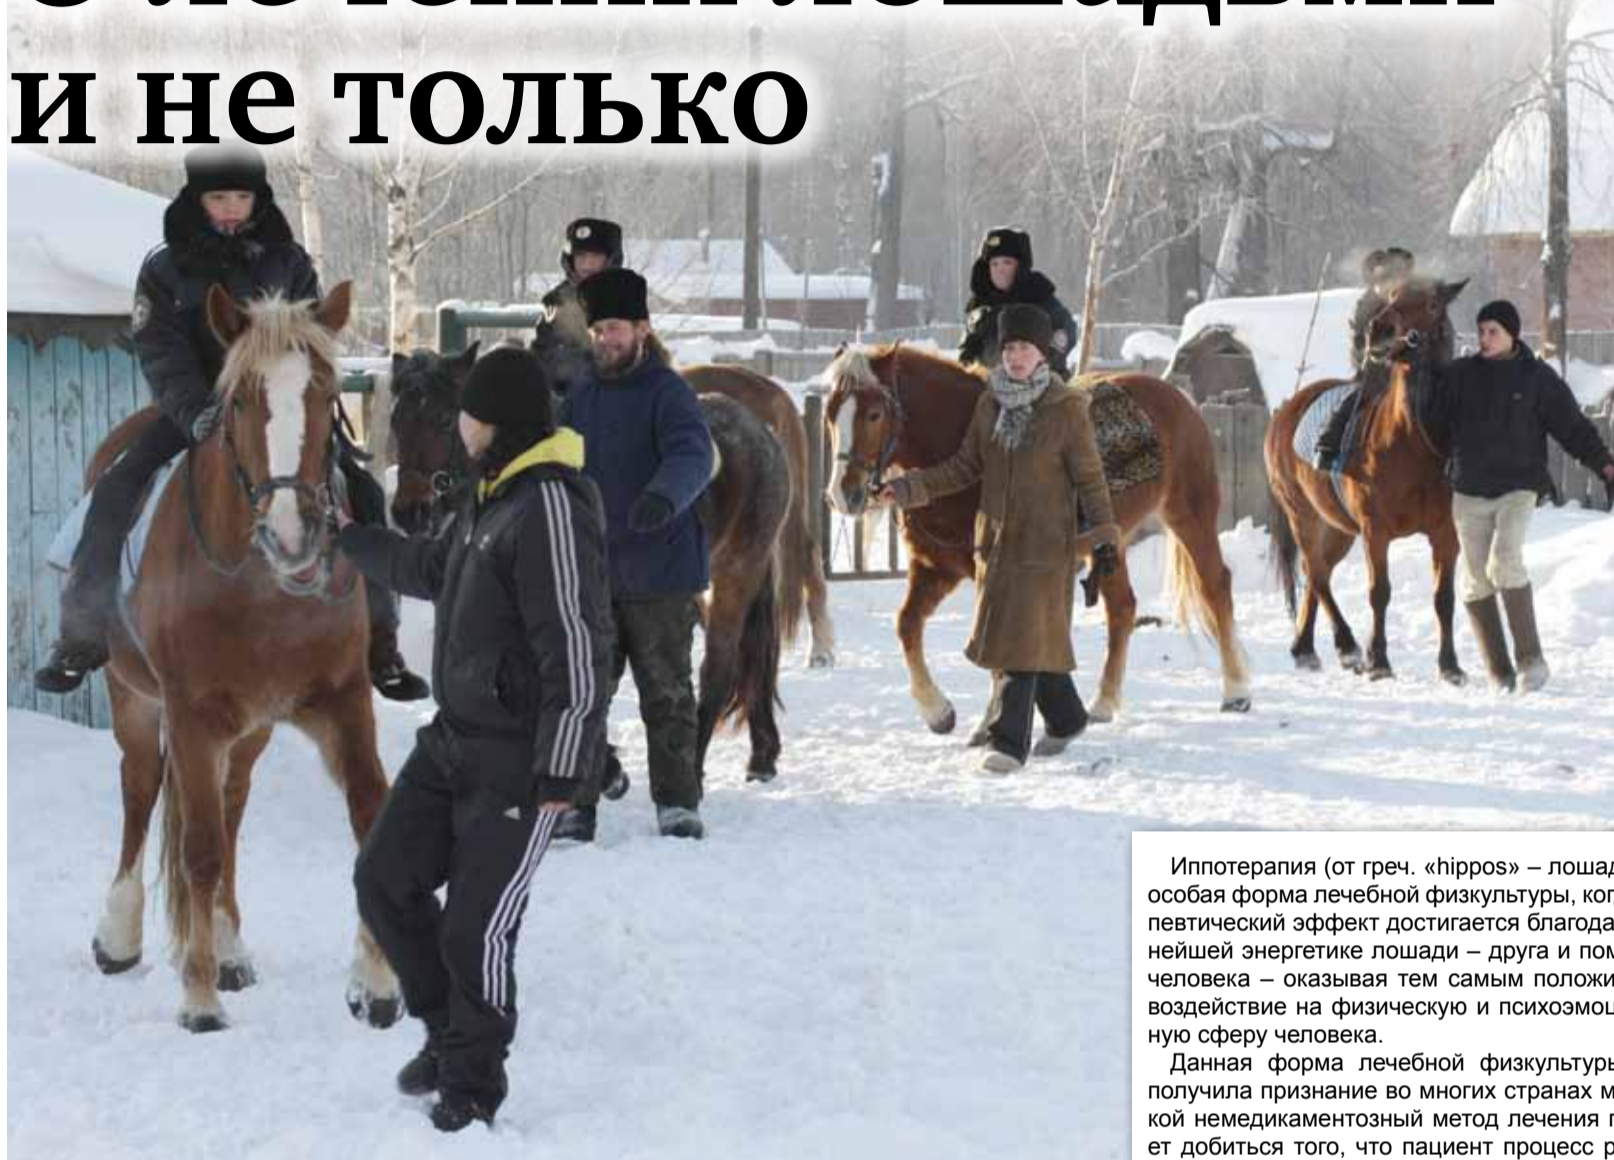 О лечении лошадьми
и не только
Иппотерапия (от греч. «hippos» – лошад
особая форма лечебной физкультуры, ког
певтический эффект достигается благода
нейшей энергетике лошади – друга и пом
человека – оказывая тем самым положи
воздействие на физическую и психоэмоц
ную сферу человека.
Данная форма лечебной физкультуры
получила признание во многих странах м
кой немедикаментозный метод лечения п
ет добиться того, что пациент процесс р